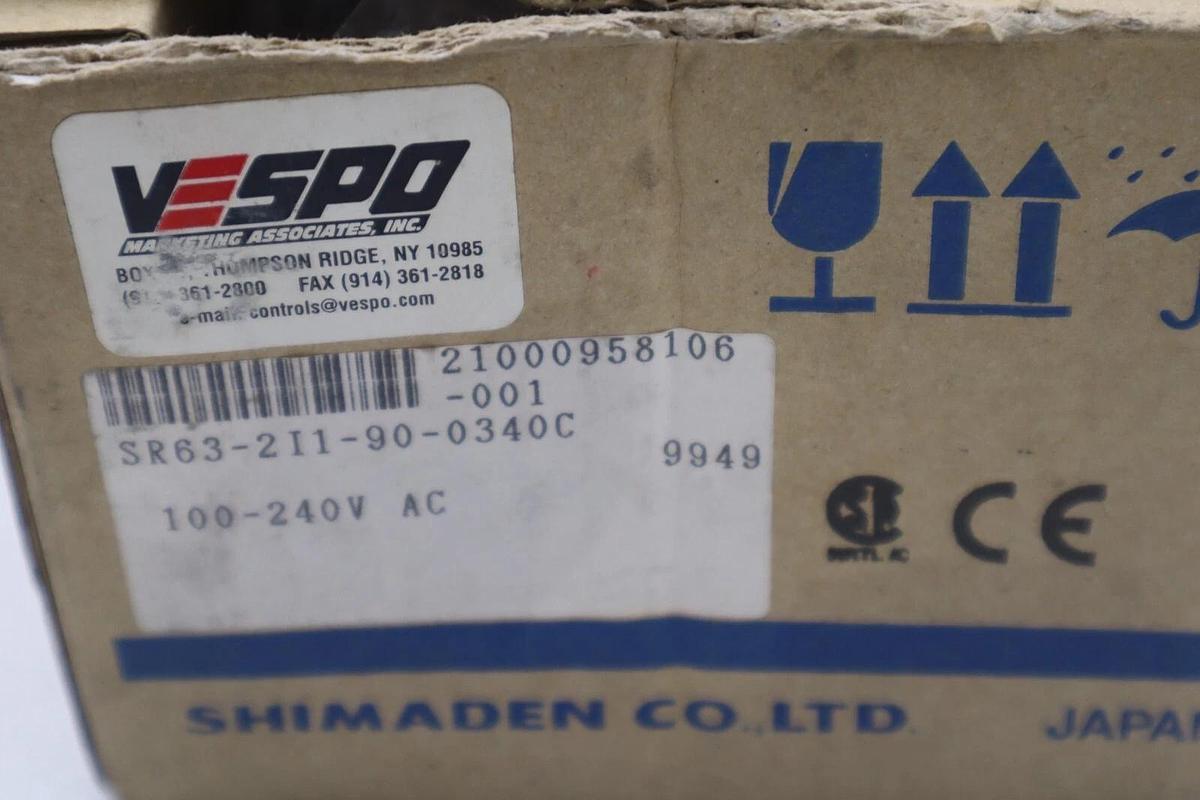 VESPO
MARKETING ASSOCIATES, INC.
RIDGE, NY 10985
361-2800 FAX (914) 361-2818
controls@vespo.com
21000958106
-001
SR63-2I1-90-0340C
9949
100-240V AC
CE
SHIMADEN CO.,LTD.